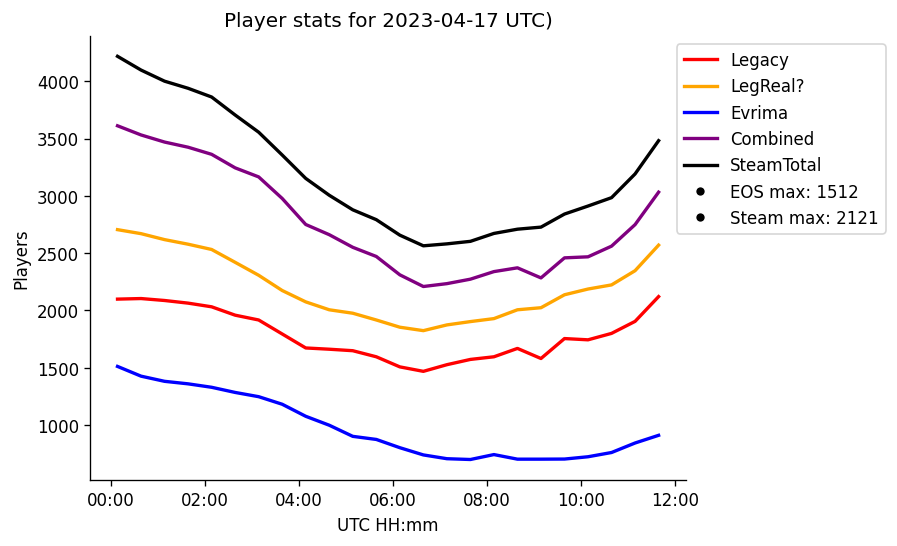 Player stats for 2023-04-17 UTC)
Legacy
LegReal?
Evrima
Combined
SteamTotal
EOS max: 1512
Steam max: 2121
Players
4000
3500
3000
2500
2000
1500
1000
00:00 02:00 04:00 06:00 08:00 10:00 12:00
UTC HH:mm